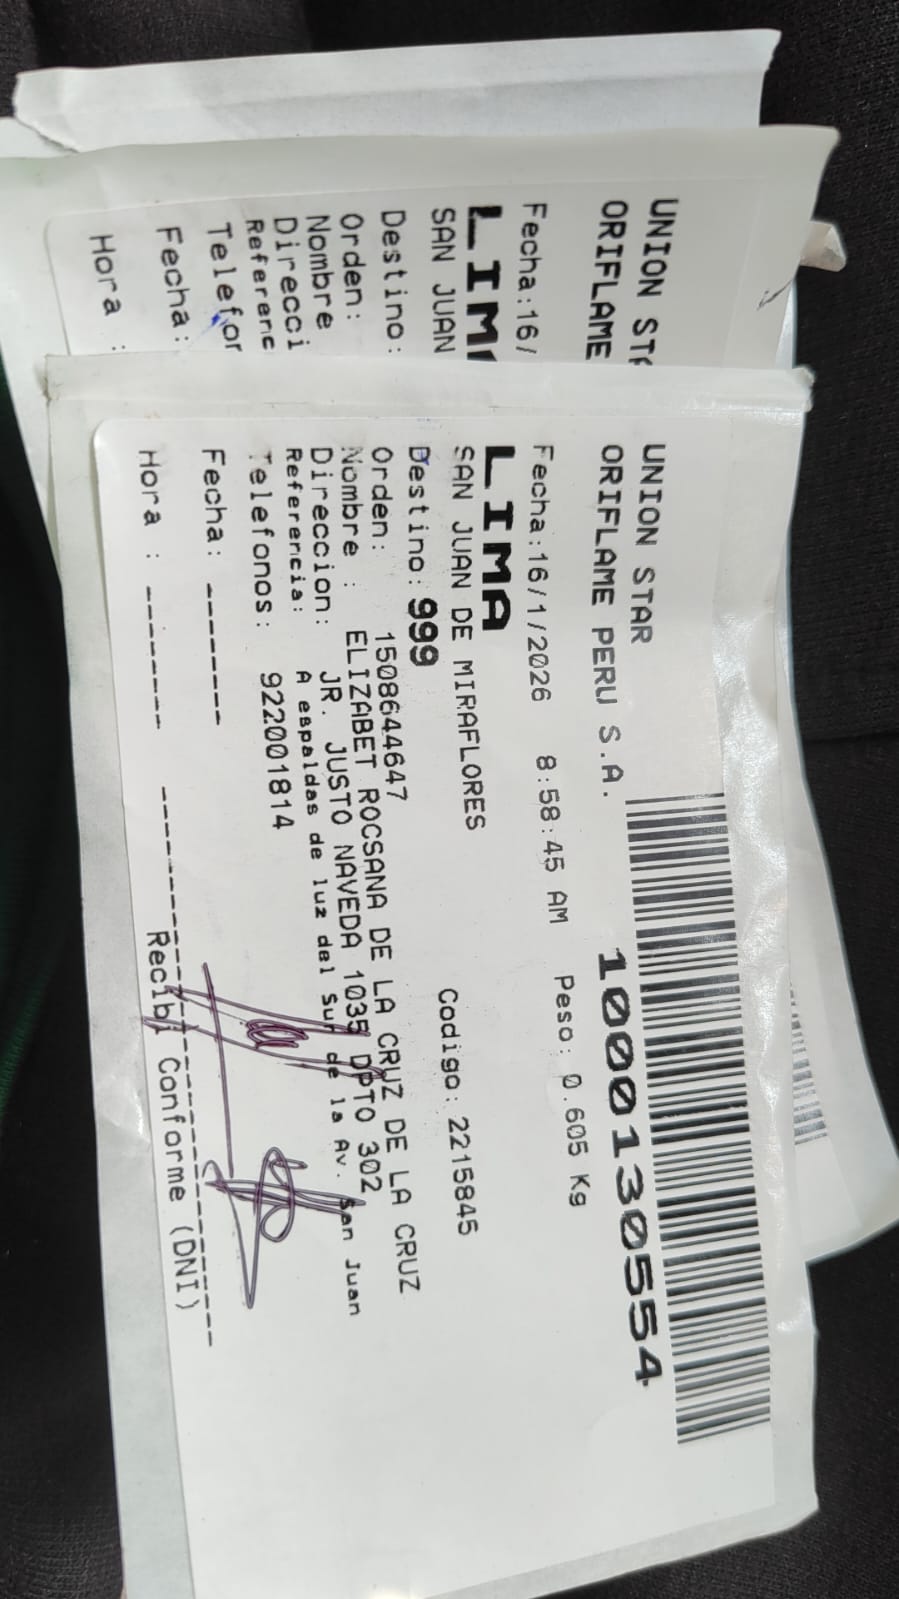 UNION STAR
ORIFLAME PERU S.A.
1000130554
Fecha:16/1/2026 8:58:45 AM Peso: 0.605 Kg
LIMA
SAN JUAN DE MIRAFLORES Codigo: 2215845
Destino: 999
Orden: 1508644647
Nombre : ELIZABET ROCSANA DE LA CRUZ DE LA CRUZ
Direccion: JR. JUSTO NAVEDA 1035 DPTO 302
Referencia: A espaldas de luz del Sur de la Av. San Juan
Telefonos: 922001814
Fecha: -------
Hora : --------
Recibi Conforme (DNI)
UNION STA
ORIFLAME
Fecha:16/
LIMA
SAN JUAN
Destino:
Orden:
Nombre
Direcci
Referenc
Telefor
Fecha:
Hora :